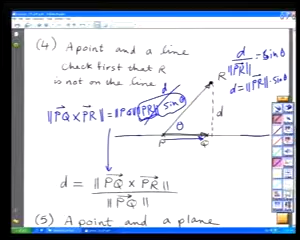 (4) A point and a line
check first that R
is not on the line
d / ||PR|| = sin θ
d = ||PR|| · sin θ
R
d
||PQ × PR|| = ||PQ|| ||PR|| sin θ
d
θ
P
Q
d = ||PQ × PR|| / ||PQ||
(5) A point and a plane